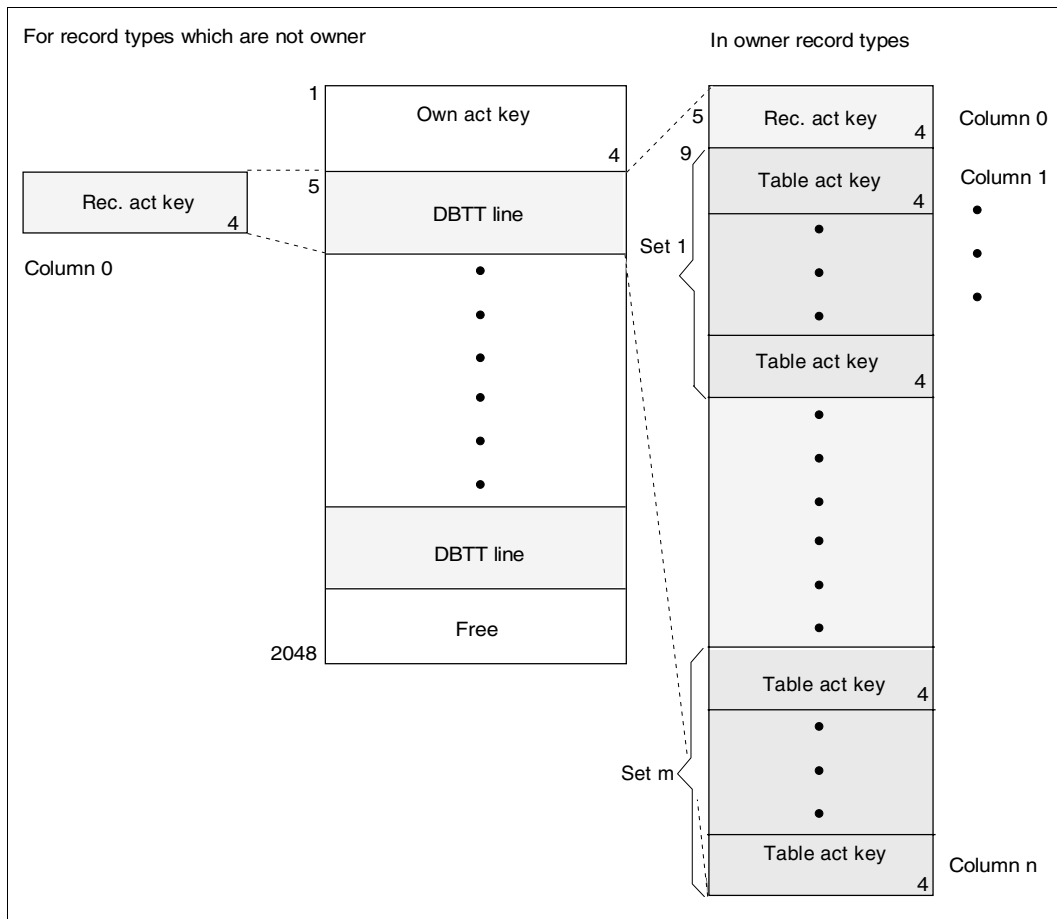 For record types which are not owner
In owner record types
1
Own act key
4
5
DBTT line
DBTT line
Free
2048
Rec. act key
4
Column 0
5
Rec. act key
4
Column 0
9
Table act key
4
Column 1
Set 1
Table act key
4
Table act key
4
Set m
Table act key
4
Column n